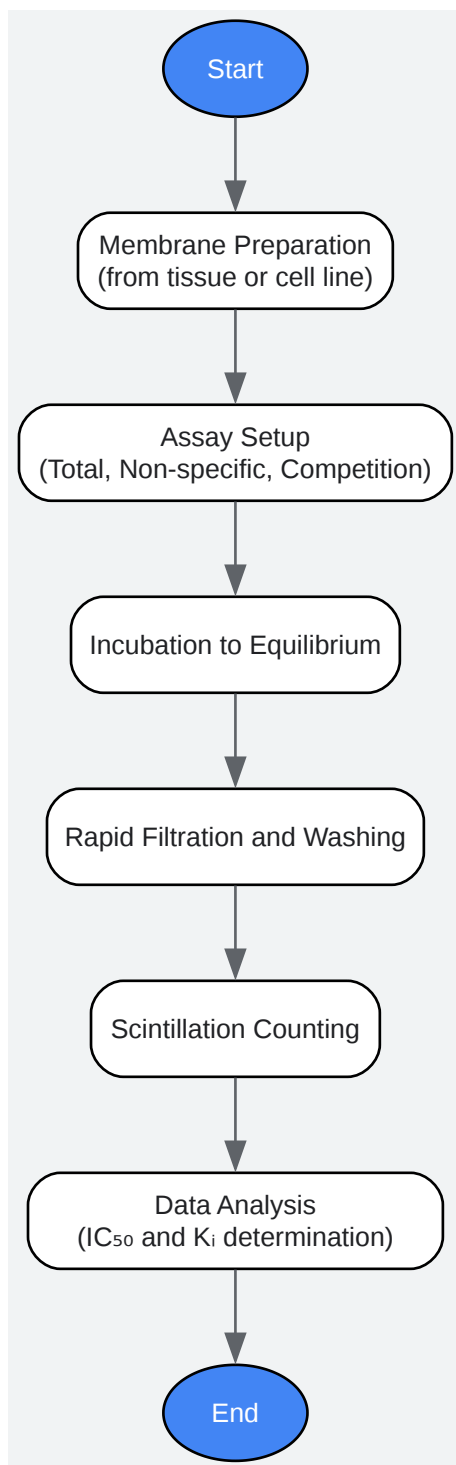 Start
Membrane Preparation
(from tissue or cell line)
Assay Setup
(Total, Non-specific, Competition)
Incubation to Equilibrium
Rapid Filtration and Washing
Scintillation Counting
Data Analysis
(IC₅₀ and Kᵢ determination)
End